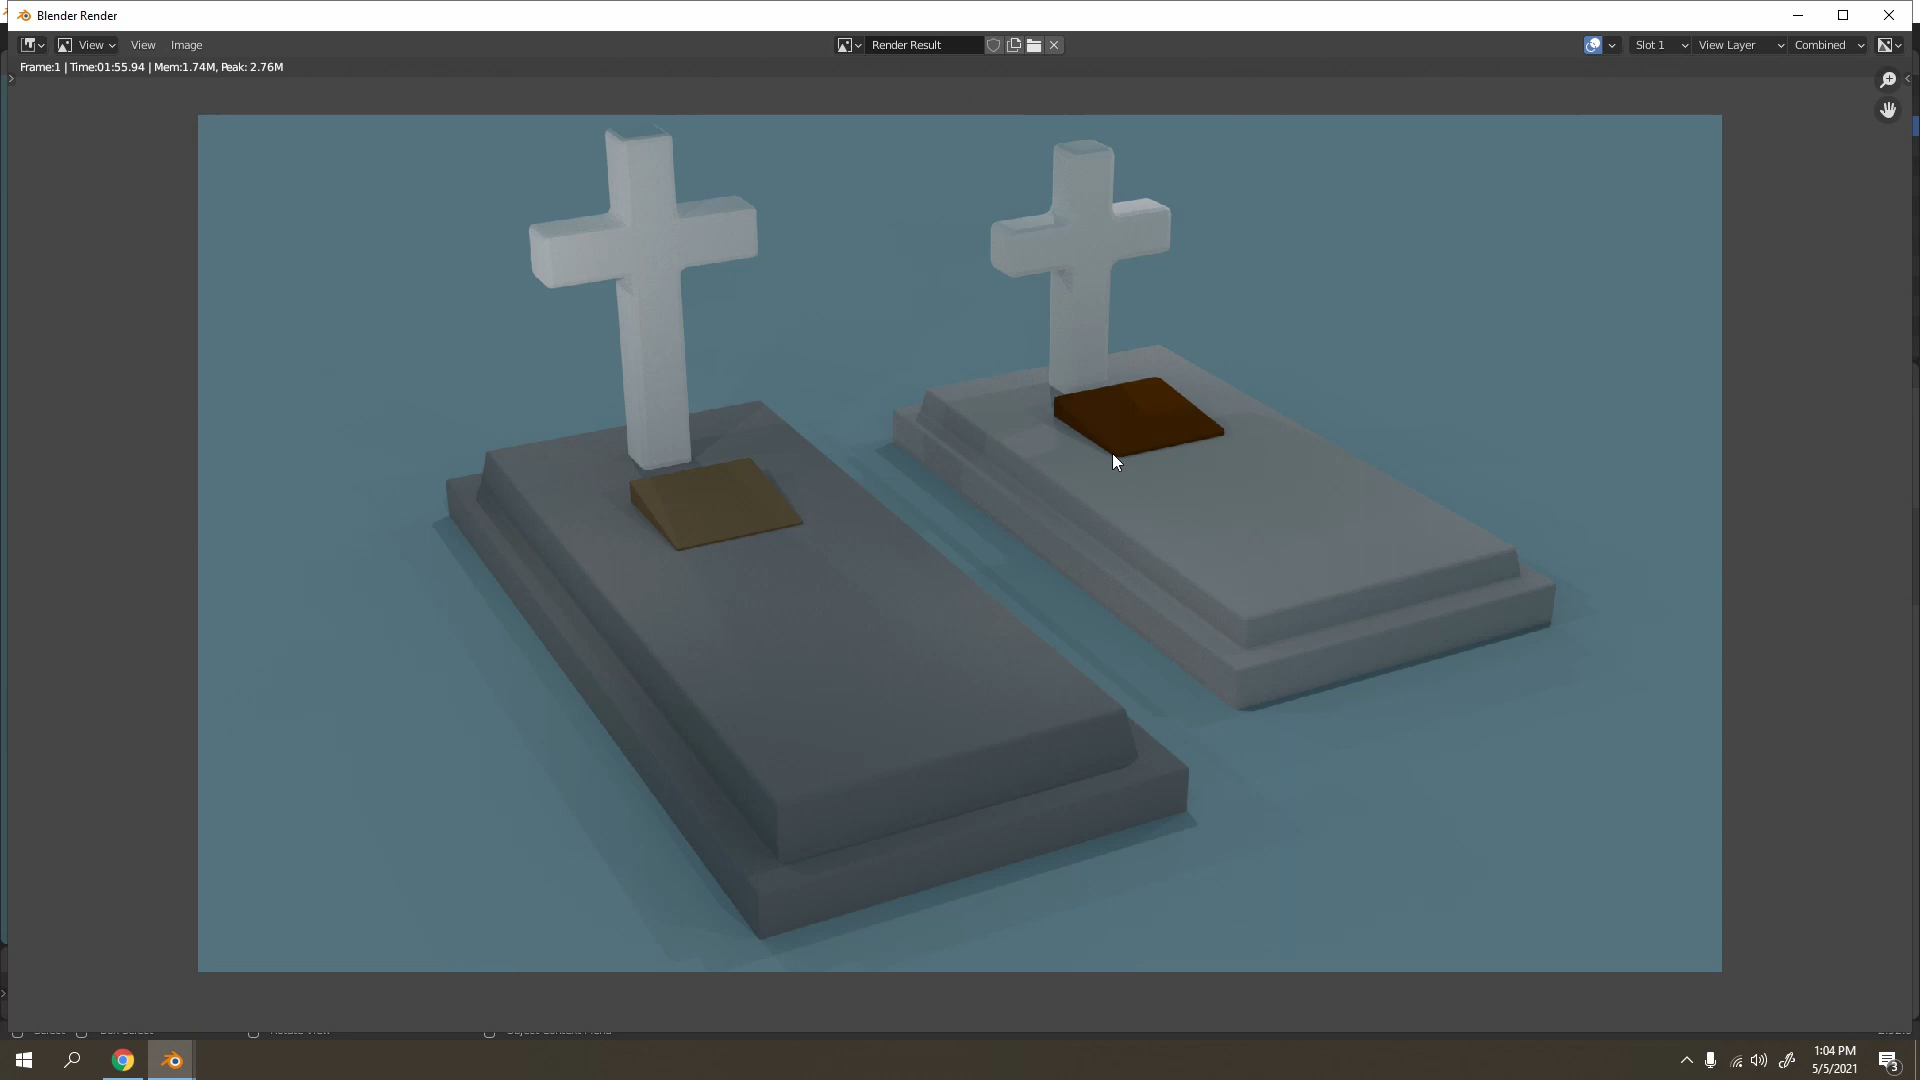 Blender Render
View View Image Render Result Slot 1 View Layer Combined
Frame:1 | Time:01:55.94 | Mem:1.74M, Peak: 2.76M
1:04 PM
5/5/2021
3